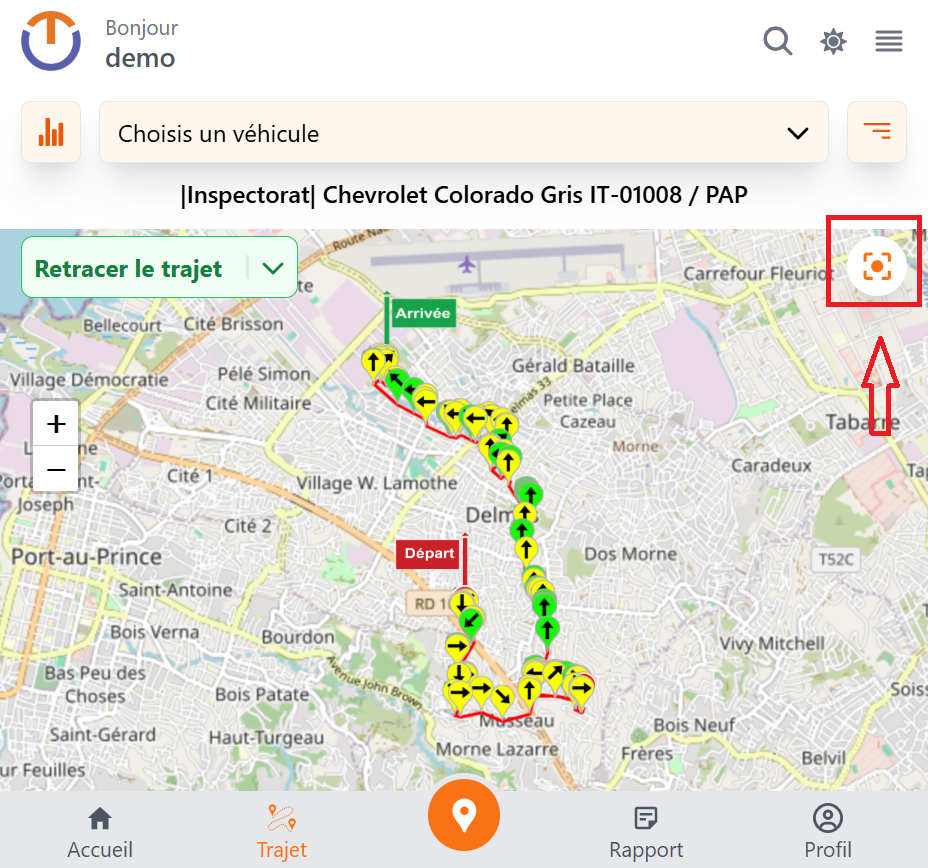 Bonjour
demo
Choisis un véhicule
|Inspectorat| Chevrolet Colorado Gris IT-01008 / PAP
Retracer le trajet
Carrefour Fleuriot
Arrivée
Bellecourt
Cité Brisson
Gérald Bataille
Village Démocratie
Pélé Simon
Cité Militaire
Delmas 33
Petite Place
Cazeau
+
Tabarre
Morne
Caradeux
−
Cité 1
Village W. Lamothe
Joseph
Cité 2
Delmas
Port-au-Prince
Départ
Dos Morne
T52C
Saint-Antoine
RD 1
Bois Verna
Bourdon
Vivy Mitchell
Bas Peu des
Choses
Avenue John Brown
Bois Patate
Musseau
Bois Neuf
Saint-Gérard
Haut-Turgeau
Morne Lazarre
Frères
Belvil
ur Feuilles
Accueil
Trajet
Rapport
Profil